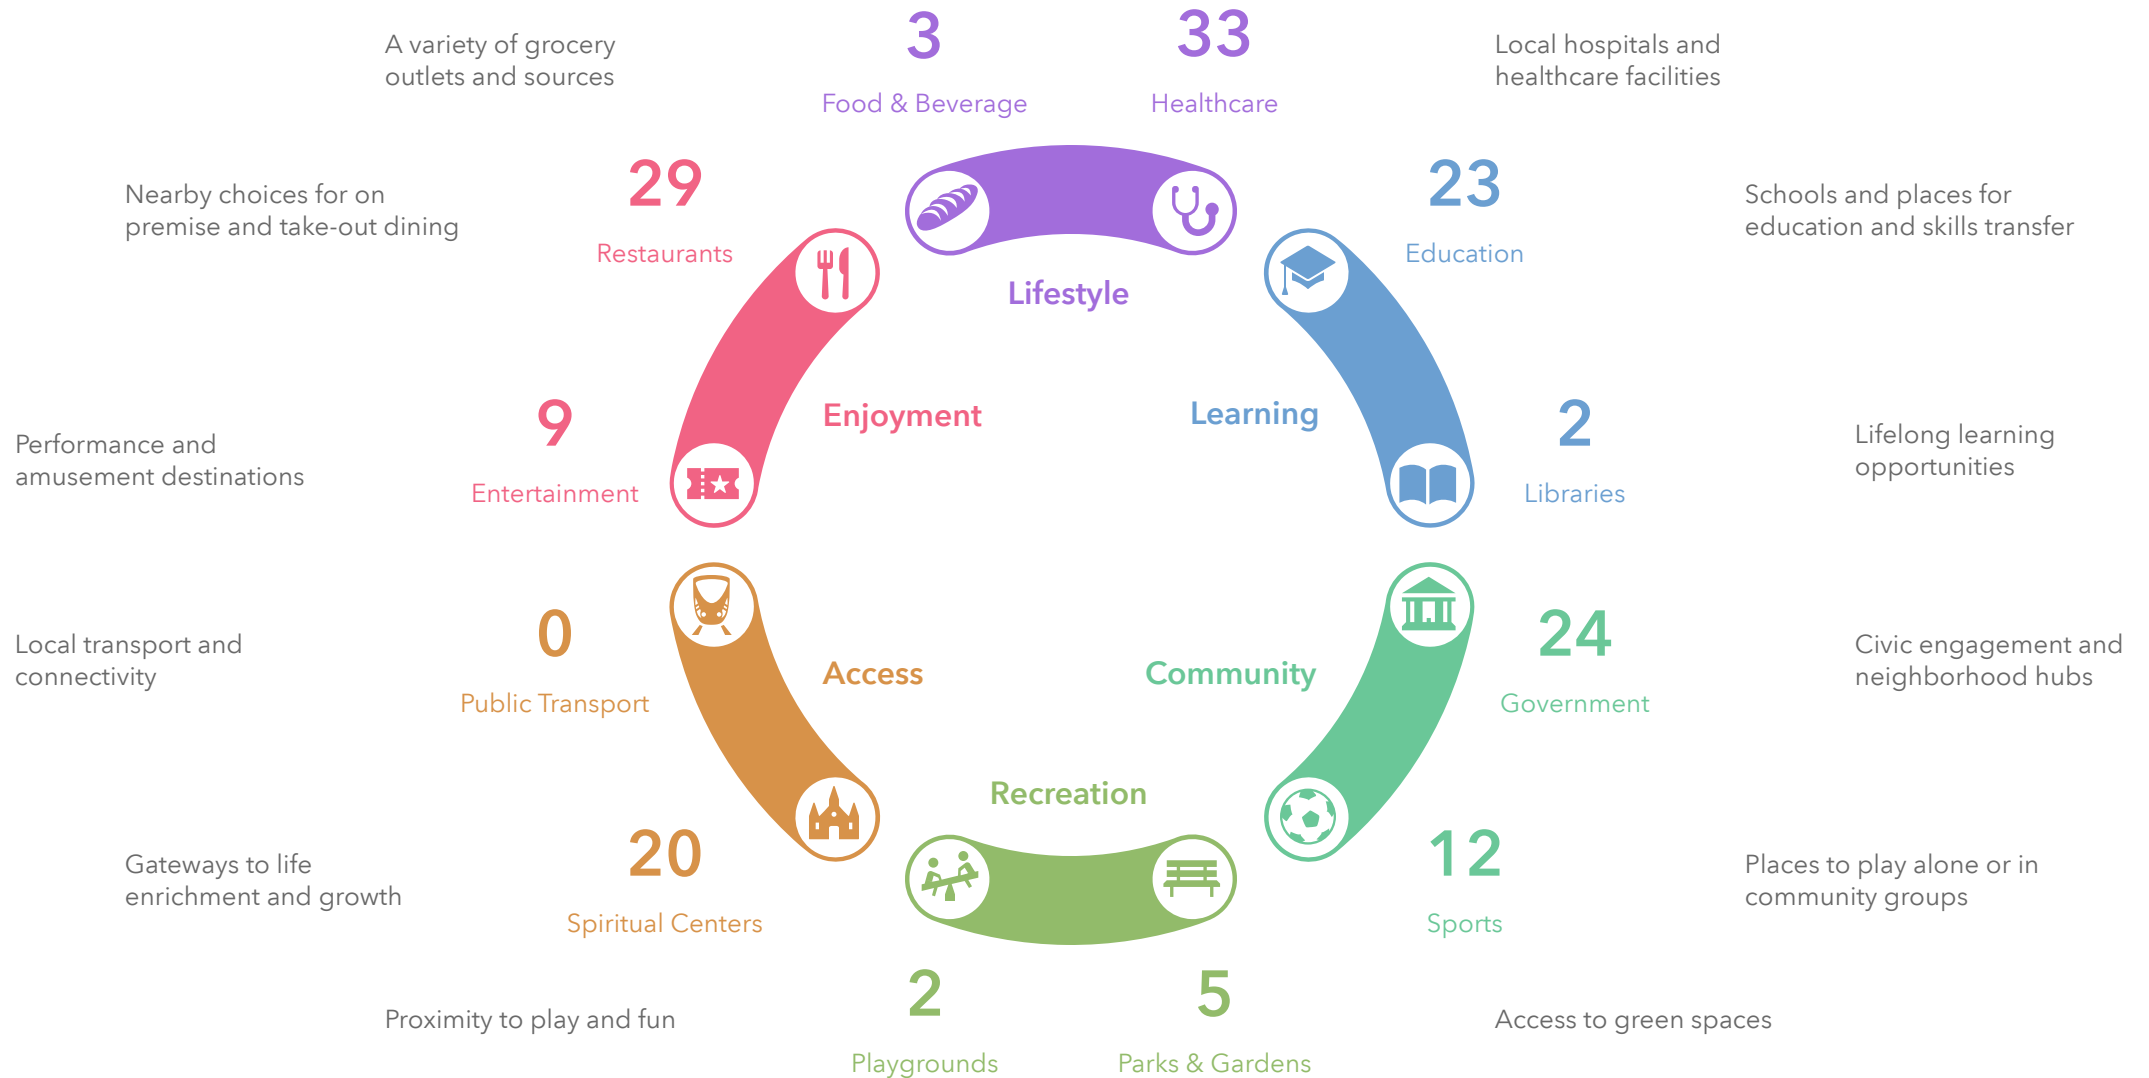 A variety of grocery
outlets and sources
3
Food & Beverage
33
Healthcare
Local hospitals and
healthcare facilities
Nearby choices for on
premise and take-out dining
29
Restaurants
23
Education
Schools and places for
education and skills transfer
Lifestyle
Performance and
amusement destinations
9
Entertainment
Enjoyment
Learning
2
Libraries
Lifelong learning
opportunities
Local transport and
connectivity
0
Public Transport
Access
Community
24
Government
Civic engagement and
neighborhood hubs
Recreation
Gateways to life
enrichment and growth
20
Spiritual Centers
12
Sports
Places to play alone or in
community groups
Proximity to play and fun
2
Playgrounds
5
Parks & Gardens
Access to green spaces